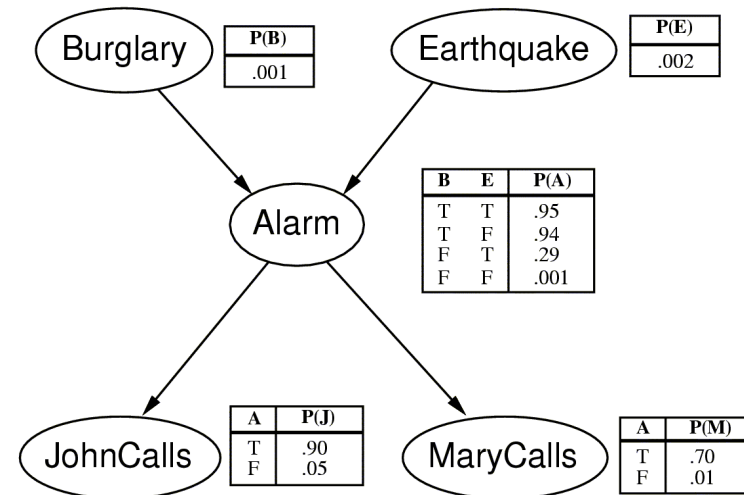 Burglary
P(B)
.001
Earthquake
P(E)
.002
Alarm
B E P(A)
T T .95
T F .94
F T .29
F F .001
JohnCalls
A P(J)
T .90
F .05
MaryCalls
A P(M)
T .70
F .01